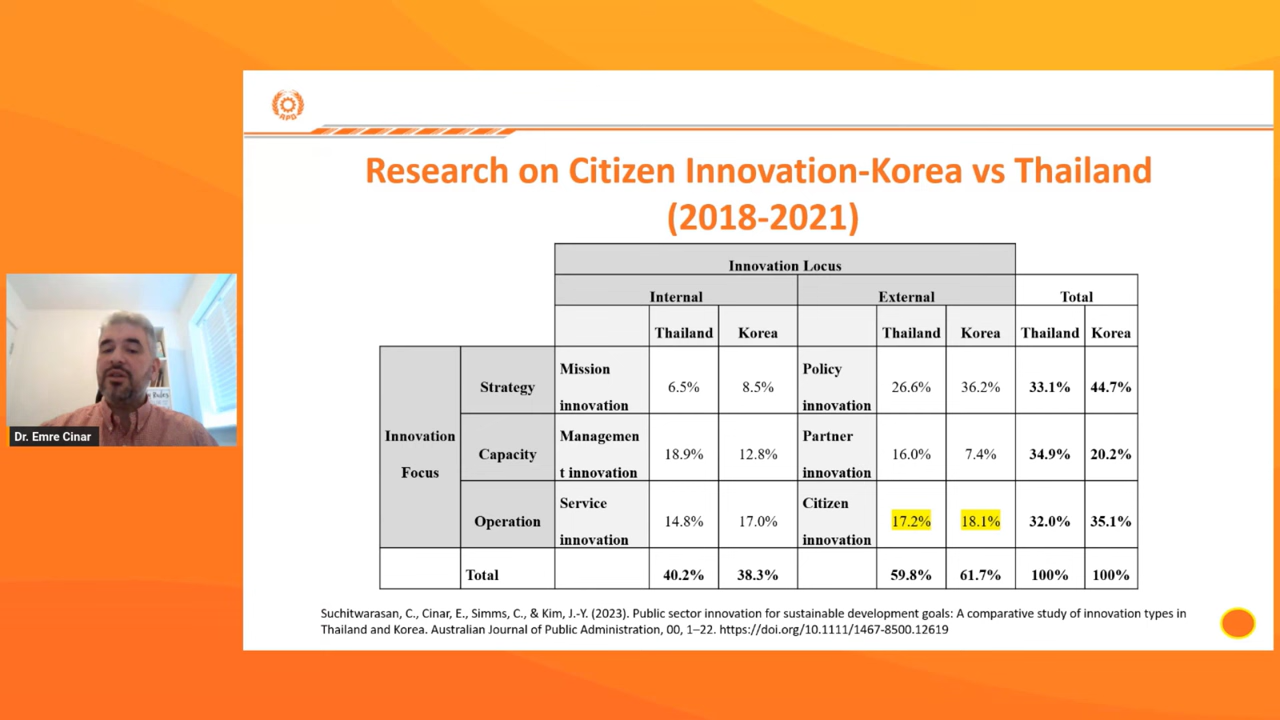 RPG
Research on Citizen Innovation-Korea vs Thailand
(2018-2021)
Innovation Locus
Internal
External
Total
Thailand
Korea
Thailand
Korea
Thailand
Korea
Innovation
Focus
Strategy
Mission
innovation
6.5%
8.5%
Policy
innovation
26.6%
36.2%
33.1%
44.7%
Capacity
Managemen
t innovation
18.9%
12.8%
Partner
innovation
16.0%
7.4%
34.9%
20.2%
Operation
Service
innovation
14.8%
17.0%
Citizen
innovation
17.2%
18.1%
32.0%
35.1%
Total
40.2%
38.3%
59.8%
61.7%
100%
100%
Suchitwarasan, C., Cinar, E., Simms, C., & Kim, J.-Y. (2023). Public sector innovation for sustainable development goals: A comparative study of innovation types in
Thailand and Korea. Australian Journal of Public Administration, 00, 1–22. https://doi.org/10.1111/1467-8500.12619
Dr. Emre Cinar